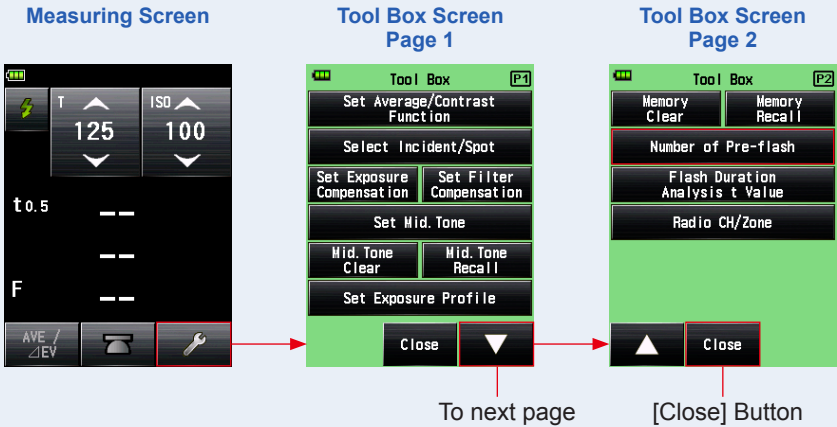 Measuring Screen
T
125
ISO
100
t0.5
--
--
F
--
AVE /
⊿EV
Tool Box Screen
Page 1
Tool Box
P1
Set Average/Contrast
Function
Select Incident/Spot
Set Exposure
Compensation
Set Filter
Compensation
Set Mid. Tone
Mid. Tone
Clear
Mid. Tone
Recall
Set Exposure Profile
Close
To next page
Tool Box Screen
Page 2
Tool Box
P2
Memory
Clear
Memory
Recall
Number of Pre-flash
Flash Duration
Analysis t Value
Radio CH/Zone
Close
[Close] Button